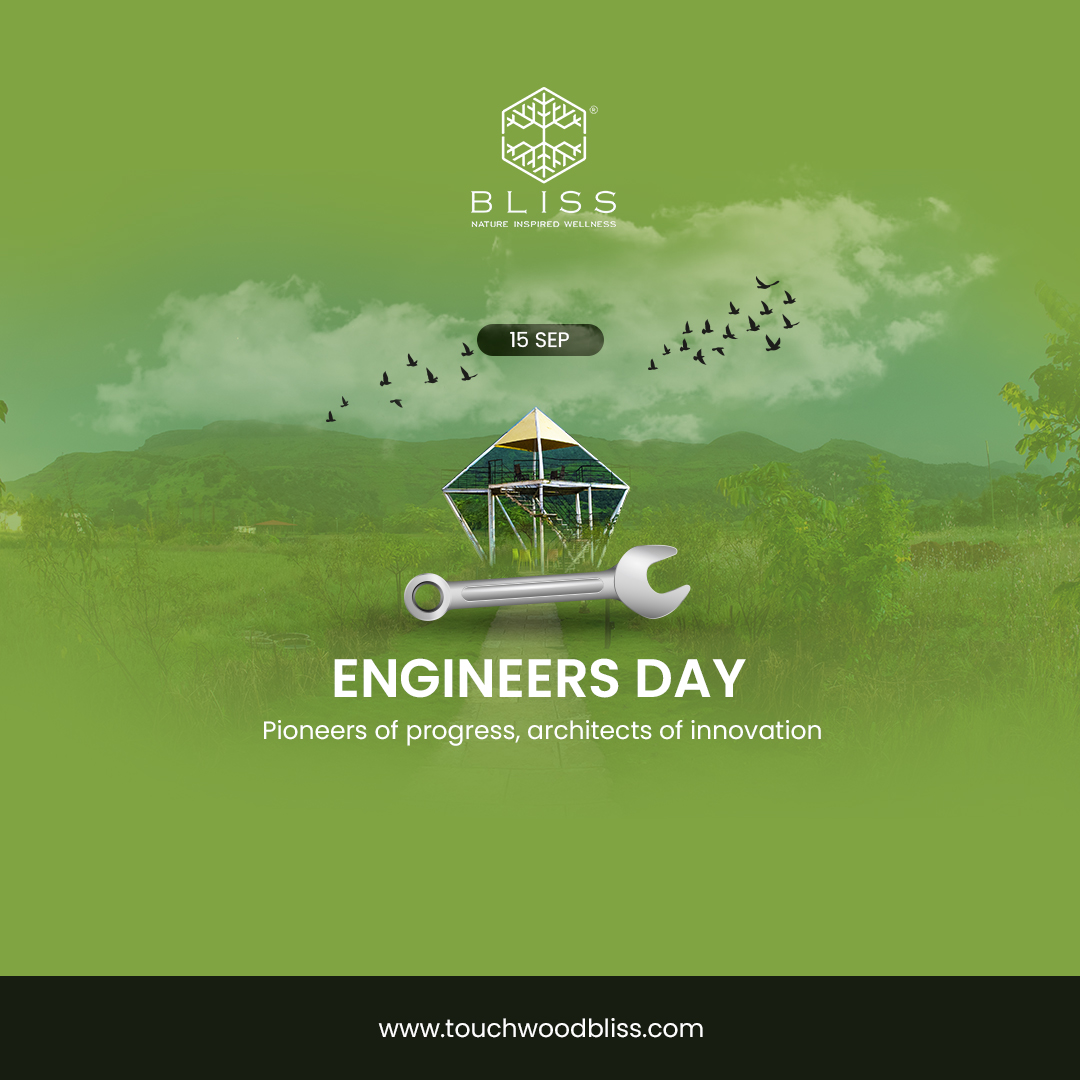 ®
BLISS
NATURE INSPIRED WELLNESS
15 SEP
ENGINEERS DAY
Pioneers of progress, architects of innovation
www.touchwoodbliss.com